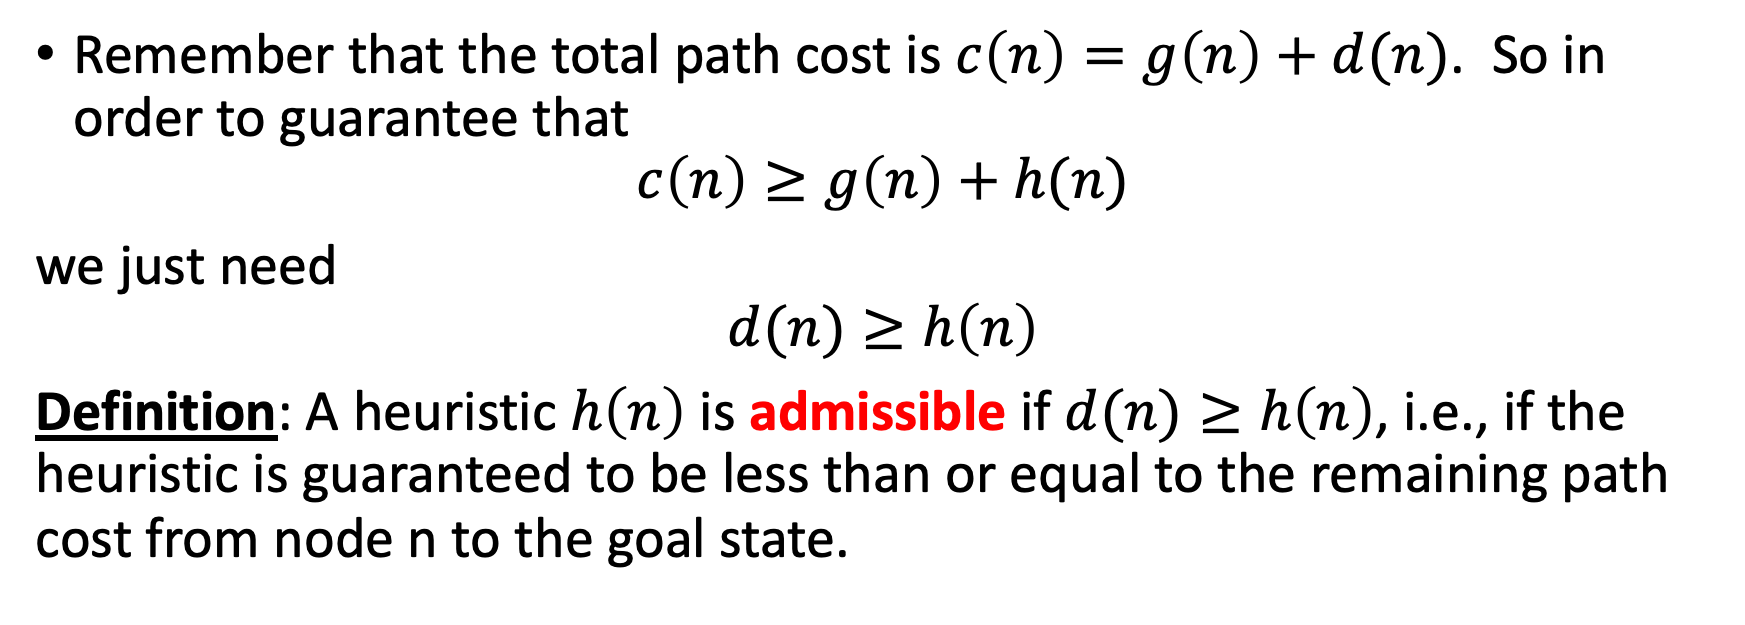 • Remember that the total path cost is c(n) = g(n) + d(n). So in
order to guarantee that
c(n) ≥ g(n) + h(n)
we just need
d(n) ≥ h(n)
Definition: A heuristic h(n) is admissible if d(n) ≥ h(n), i.e., if the
heuristic is guaranteed to be less than or equal to the remaining path
cost from node n to the goal state.